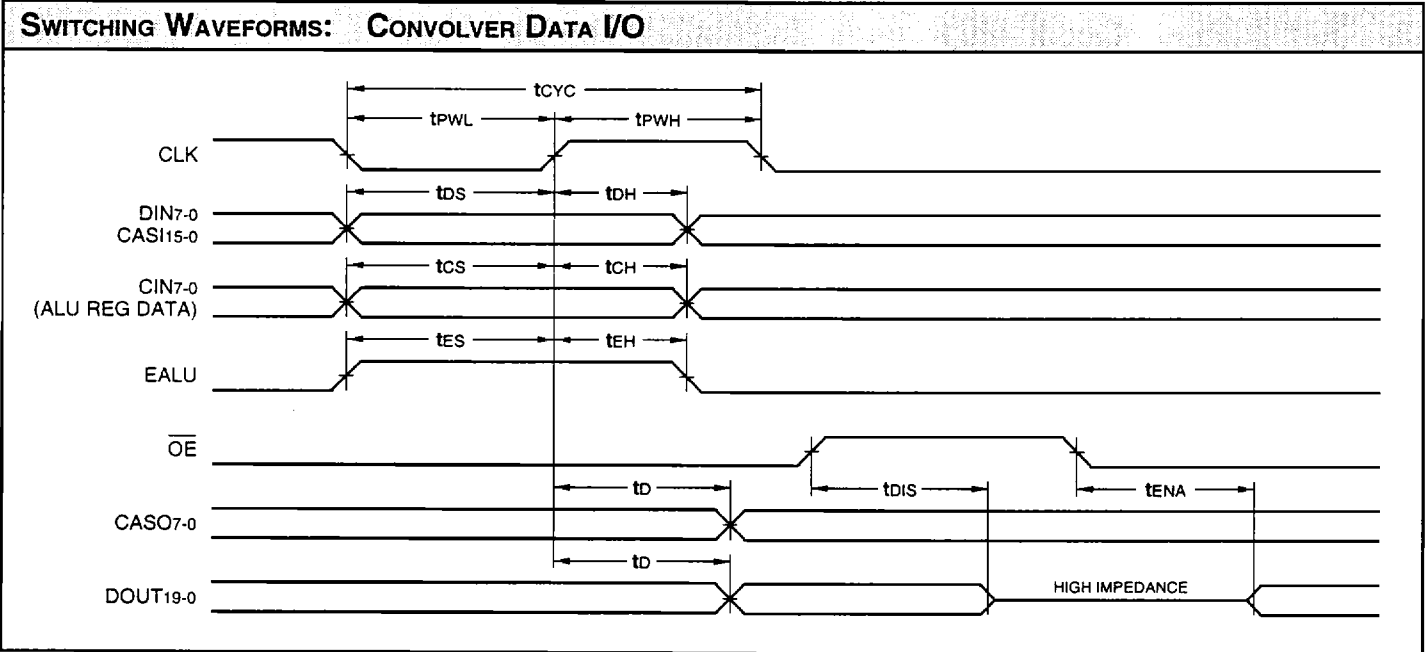 SWITCHING WAVEFORMS: CONVOLVER DATA I/O
tCYC
tPWL tPWH
CLK
tDS tDH
DIN7-0
CASI15-0
tCS tCH
CIN7-0
(ALU REG DATA)
tES tEH
EALU
OE
tD tDIS tENA
CASO7-0
tD
DOUT19-0 HIGH IMPEDANCE